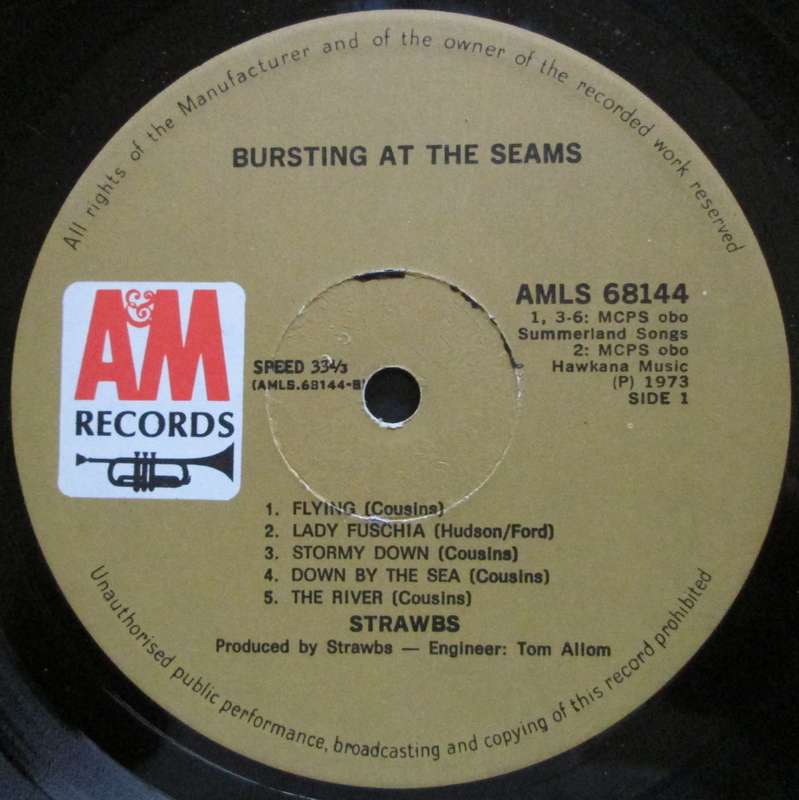 All rights of the Manufacturer and of the owner of the recorded work reserved
BURSTING AT THE SEAMS
A&M
RECORDS
AMLS 68144
1, 3-6: MCPS obo
Summerland Songs
2: MCPS obo
Hawkana Music
(P) 1973
SIDE 1
SPEED 33⅓
(AMLS.68144-B
1. FLYING (Cousins)
2. LADY FUSCHIA (Hudson/Ford)
3. STORMY DOWN (Cousins)
4. DOWN BY THE SEA (Cousins)
5. THE RIVER (Cousins)
STRAWBS
Produced by Strawbs — Engineer: Tom Allom
Unauthorised public performance, broadcasting and copying of this record prohibited